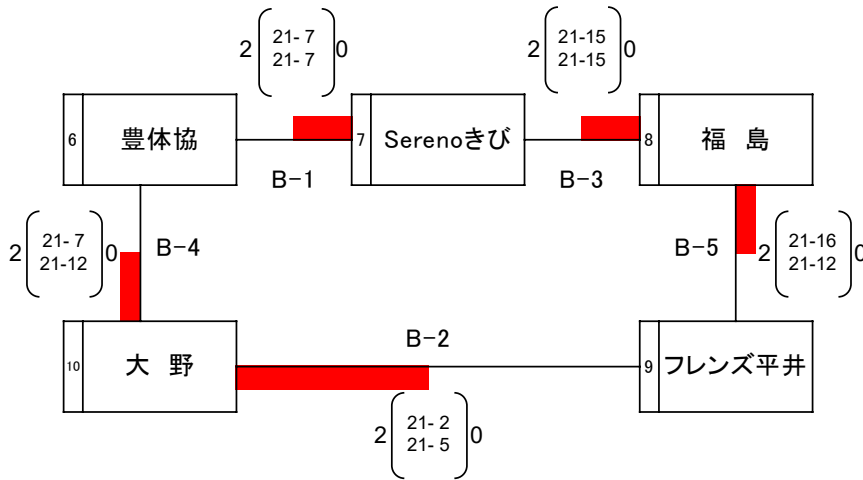 2 21- 7 0
21- 7
2 21-15 0
21-15
6 豊体協
7 Serenoきび
8 福 島
B-1
B-3
2 21- 7 0
21-12
B-4
B-5
2 21-16 0
21-12
10 大 野
B-2
9 フレンズ平井
2 21- 2 0
21- 5